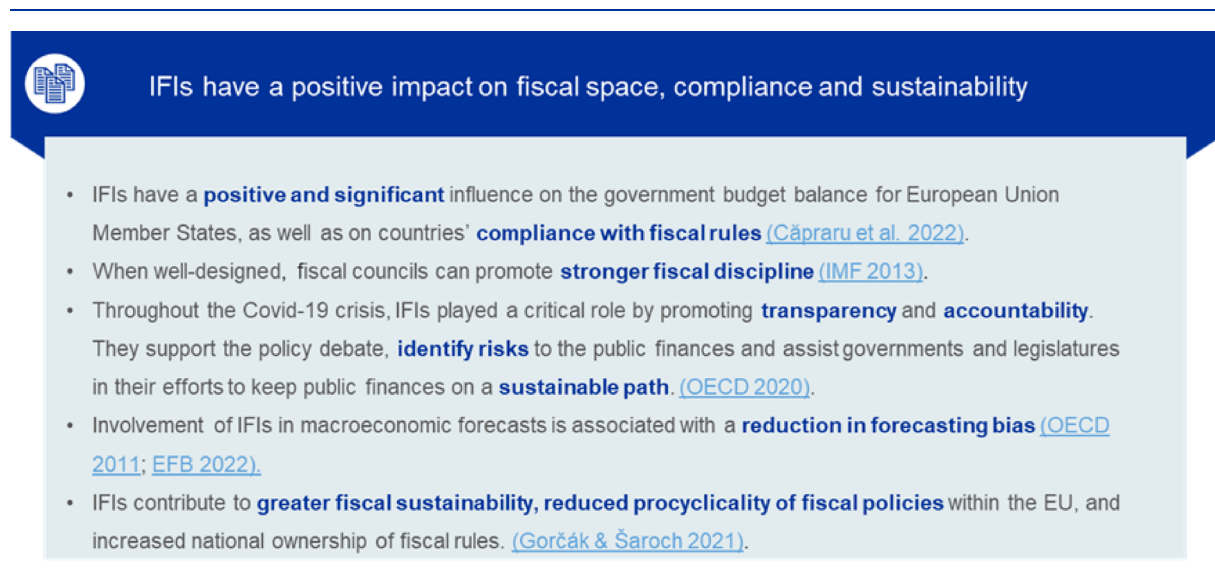 IFIs have a positive impact on fiscal space, compliance and sustainability
• IFIs have a positive and significant influence on the government budget balance for European Union
Member States, as well as on countries' compliance with fiscal rules (Căpraru et al. 2022).
• When well-designed, fiscal councils can promote stronger fiscal discipline (IMF 2013).
• Throughout the Covid-19 crisis, IFIs played a critical role by promoting transparency and accountability.
They support the policy debate, identify risks to the public finances and assist governments and legislatures
in their efforts to keep public finances on a sustainable path. (OECD 2020).
• Involvement of IFIs in macroeconomic forecasts is associated with a reduction in forecasting bias (OECD
2011; EFB 2022).
• IFIs contribute to greater fiscal sustainability, reduced procyclicality of fiscal policies within the EU, and
increased national ownership of fiscal rules. (Gorčák & Šaroch 2021).